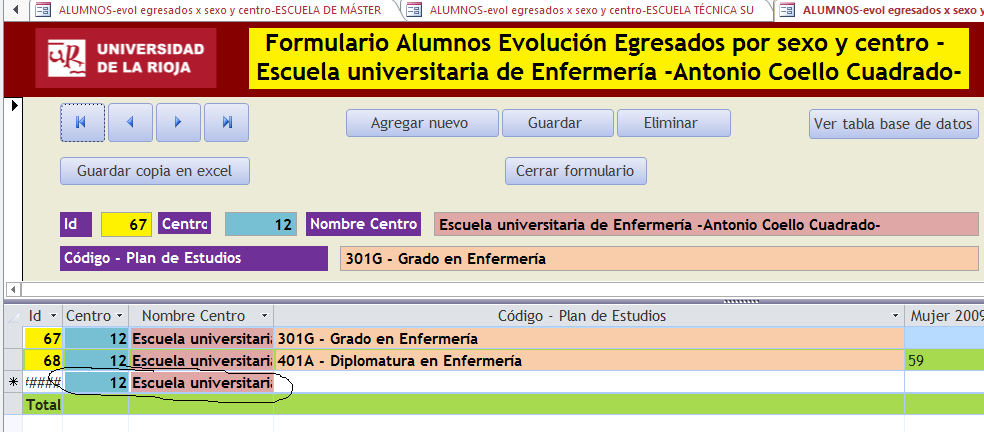 ALUMNOS-evol egresados x sexo y centro-ESCUELA DE MÁSTER
ALUMNOS-evol egresados x sexo y centro-ESCUELA TÉCNICA SU
ALUMNOS-evol egresados x sexo y
UR
UNIVERSIDAD
DE LA RIOJA
Formulario Alumnos Evolución Egresados por sexo y centro -
Escuela universitaria de Enfermería -Antonio Coello Cuadrado-
Agregar nuevo Guardar Eliminar Ver tabla base de datos
Guardar copia en excel Cerrar formulario
Id 67 Centro 12 Nombre Centro Escuela universitaria de Enfermería -Antonio Coello Cuadrado-
Código - Plan de Estudios 301G - Grado en Enfermería
Id Centro Nombre Centro Código - Plan de Estudios Mujer 2009
67 12 Escuela universitaria 301G - Grado en Enfermería
68 12 Escuela universitaria 401A - Diplomatura en Enfermería 59
* #### 12 Escuela universitaria
Total